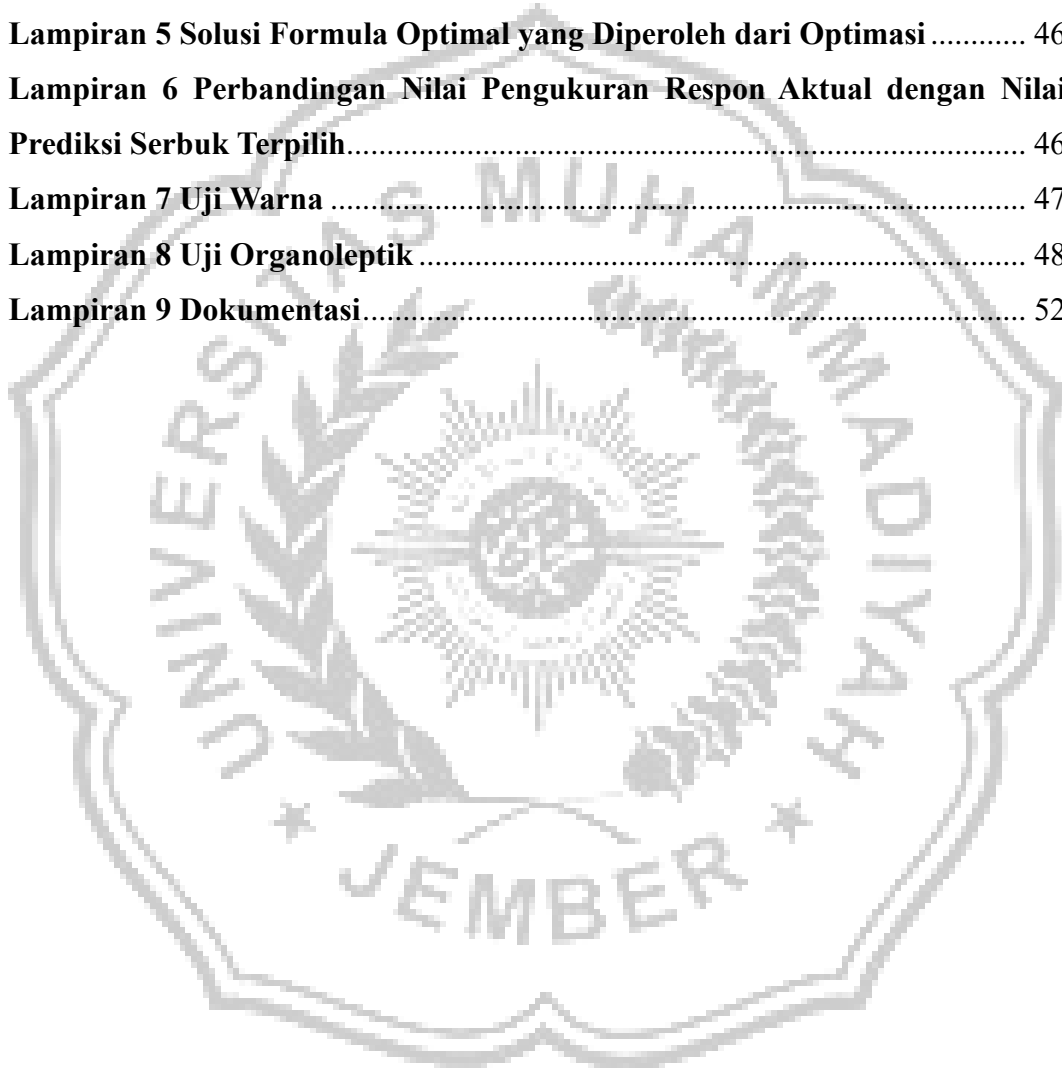 Lampiran 5 Solusi Formula Optimal yang Diperoleh dari Optimasi ............ 46
Lampiran 6 Perbandingan Nilai Pengukuran Respon Aktual dengan Nilai
Prediksi Serbuk Terpilih................................................................................... 46
Lampiran 7 Uji Warna ..................................................................................... 47
Lampiran 8 Uji Organoleptik .......................................................................... 48
Lampiran 9 Dokumentasi................................................................................. 52
UNIVERSITAS MUHAMMADIYAH
JEMBER